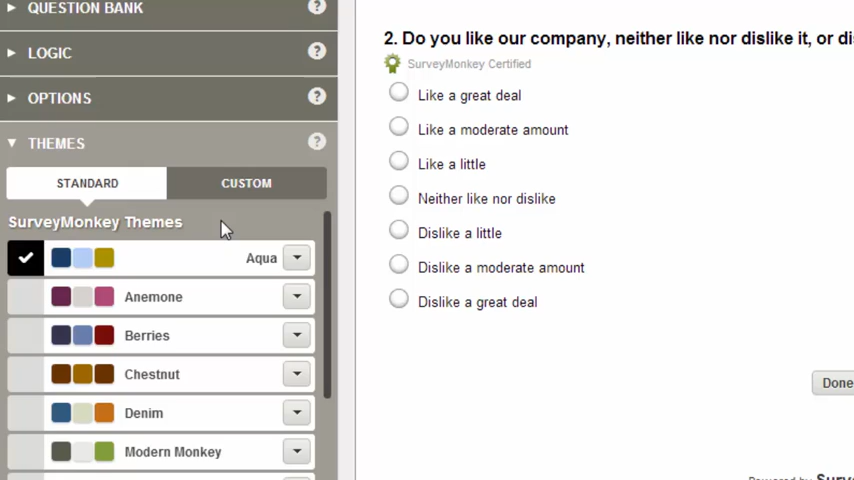 QUESTION BANK
?
LOGIC
?
OPTIONS
?
THEMES
?
STANDARD
CUSTOM
SurveyMonkey Themes
Aqua
Anemone
Berries
Chestnut
Denim
Modern Monkey
2. Do you like our company, neither like nor dislike it, or di
SurveyMonkey Certified
Like a great deal
Like a moderate amount
Like a little
Neither like nor dislike
Dislike a little
Dislike a moderate amount
Dislike a great deal
Done